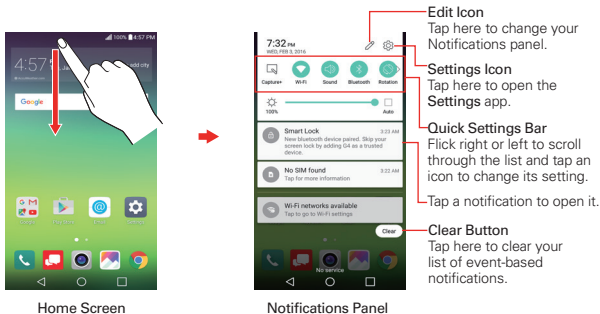 100% 4:57 PM
4:57
add city
Google
Home Screen
7:32 PM
WED, FEB 3, 2016
Capture+ Wi-Fi Sound Bluetooth Rotation
100% Auto
Smart Lock 3:23 AM
New bluetooth device paired. Skip your
screen lock by adding G4 as a trusted
device.
No SIM found 3:22 AM
Tap for more information
Wi-Fi networks available
Tap to go to Wi-Fi settings
Clear
No service
Notifications Panel
Edit Icon
Tap here to change your
Notifications panel.
Settings Icon
Tap here to open the
Settings app.
Quick Settings Bar
Flick right or left to scroll
through the list and tap an
icon to change its setting.
Tap a notification to open it.
Clear Button
Tap here to clear your
list of event-based
notifications.